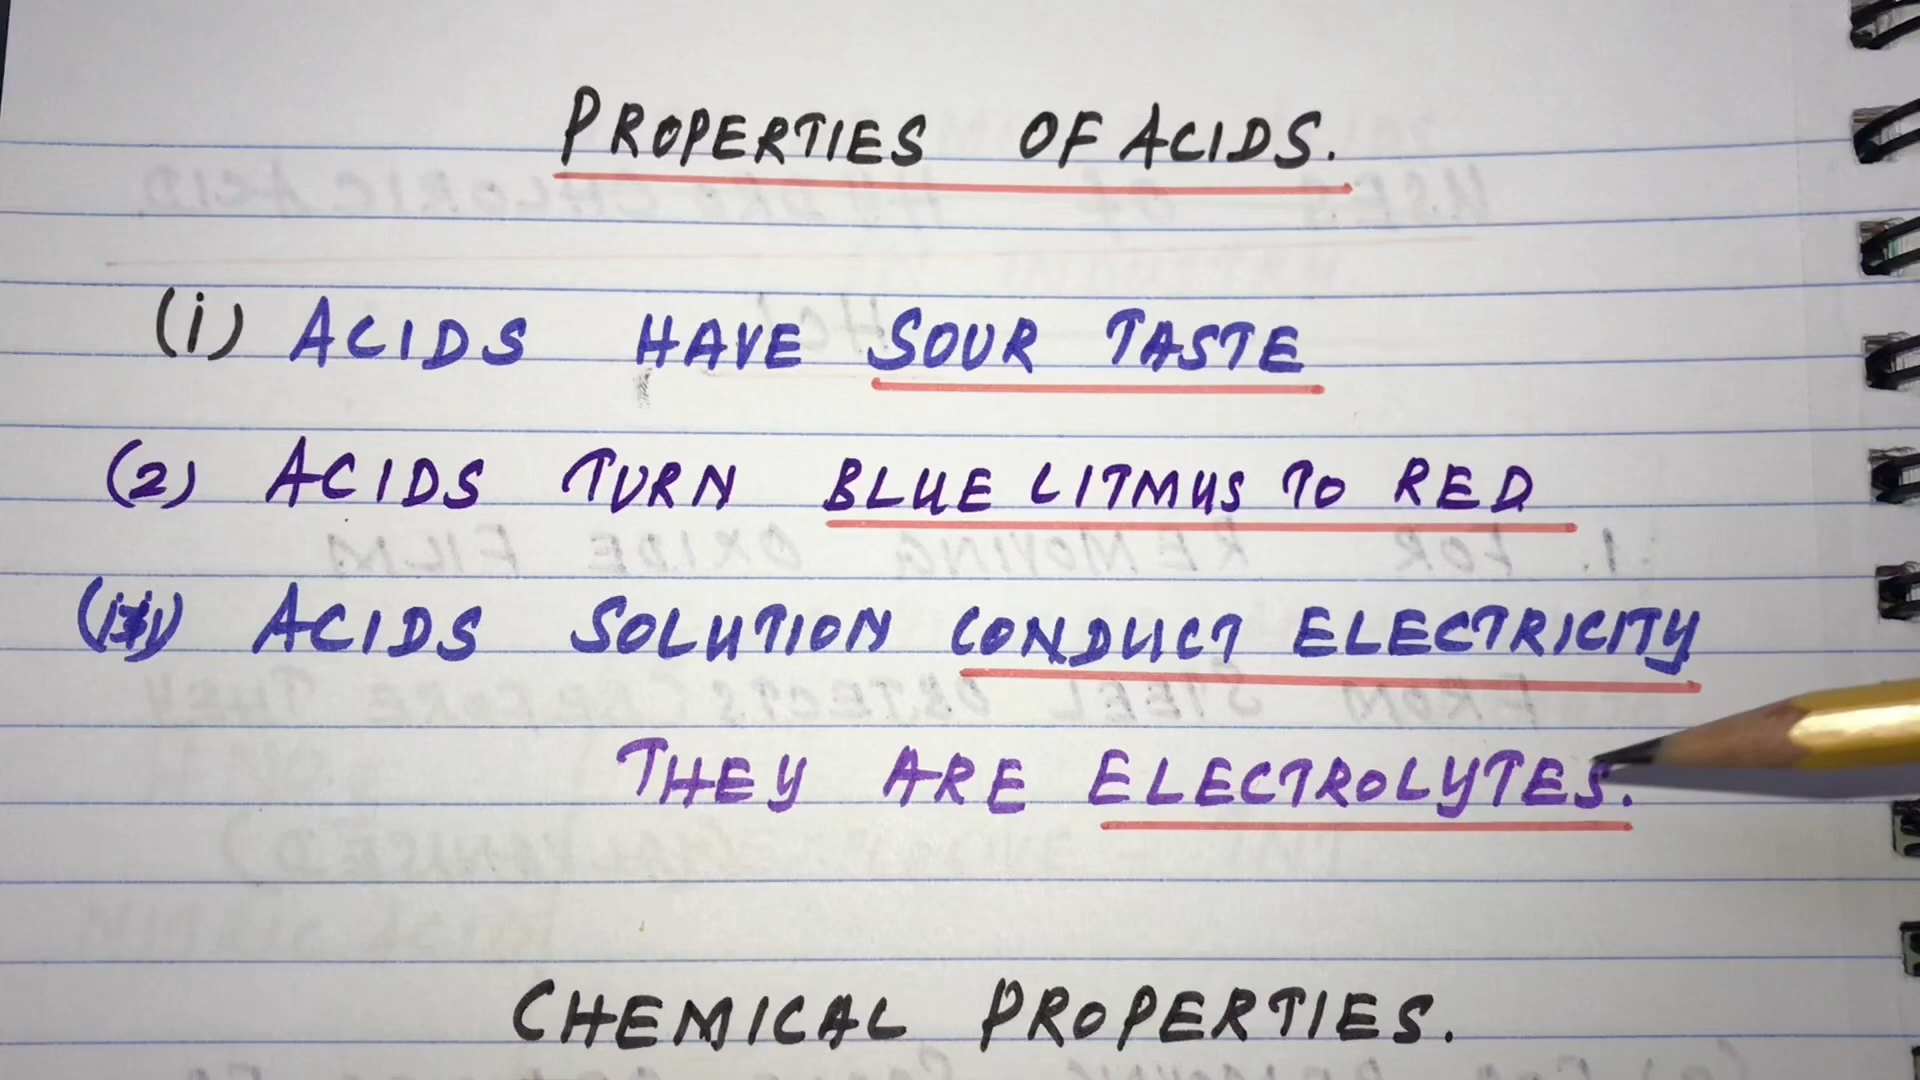 PROPERTIES OF ACIDS.
(i) ACIDS HAVE SOUR TASTE
(2) ACIDS TURN BLUE LITMUS TO RED
(iii) ACIDS SOLUTION CONDUCT ELECTRICITY
THEY ARE ELECTROLYTES.
CHEMICAL PROPERTIES.